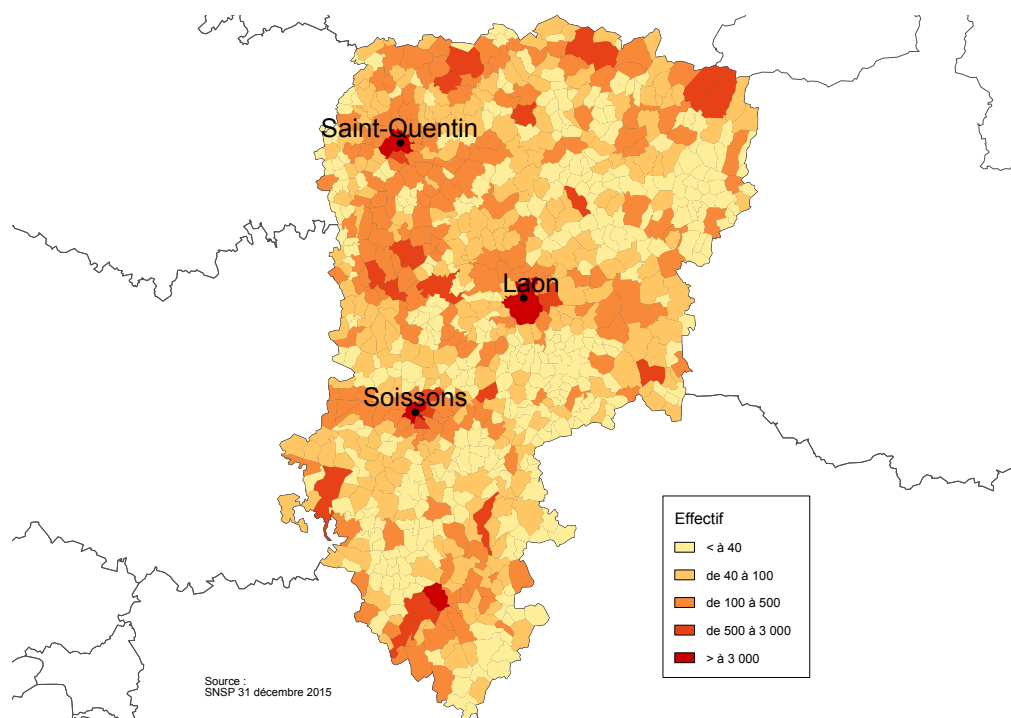 Saint-Quentin
Laon
Soissons
Effectif
< à 40
de 40 à 100
de 100 à 500
de 500 à 3 000
> à 3 000
Source :
SNSP 31 décembre 2015